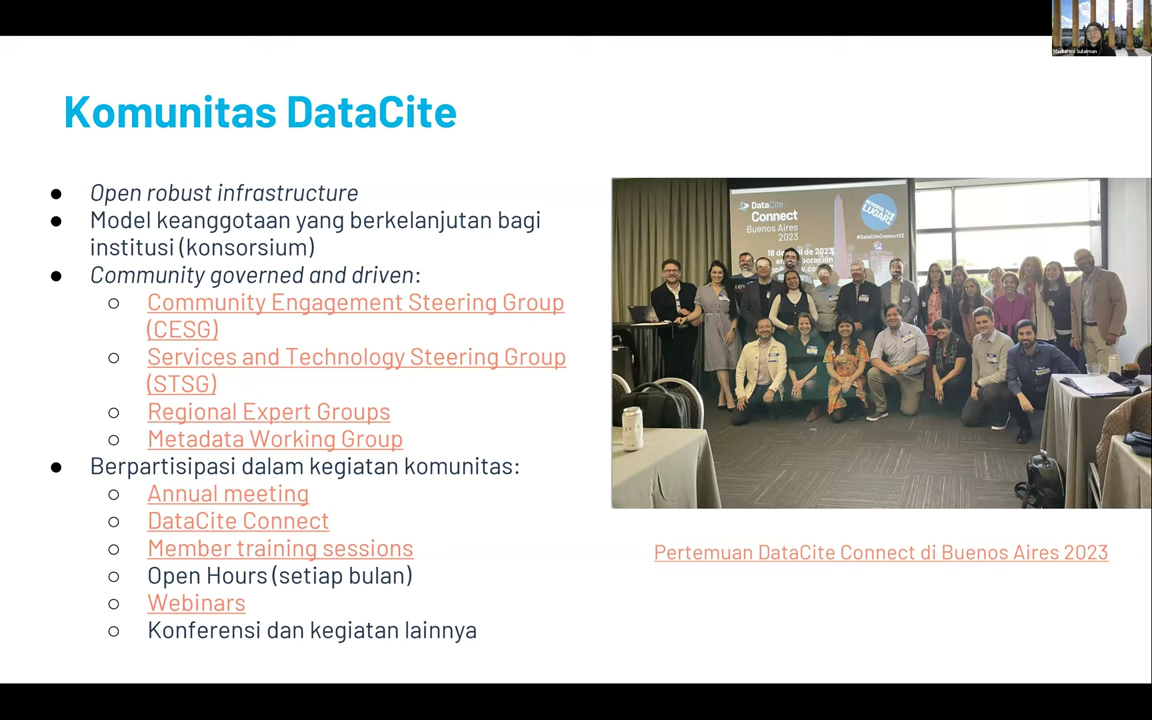 Komunitas DataCite
● Open robust infrastructure
● Model keanggotaan yang berkelanjutan bagi
institusi (konsorsium)
● Community governed and driven:
○ Community Engagement Steering Group
(CESG)
○ Services and Technology Steering Group
(STSG)
○ Regional Expert Groups
○ Metadata Working Group
● Berpartisipasi dalam kegiatan komunitas:
○ Annual meeting
○ DataCite Connect
○ Member training sessions
○ Open Hours (setiap bulan)
○ Webinars
○ Konferensi dan kegiatan lainnya
DataCite
Connect
Buenos Aires
2023
LUGAR!
#DataCiteConnect23
Pertemuan DataCite Connect di Buenos Aires 2023
Sulaiman